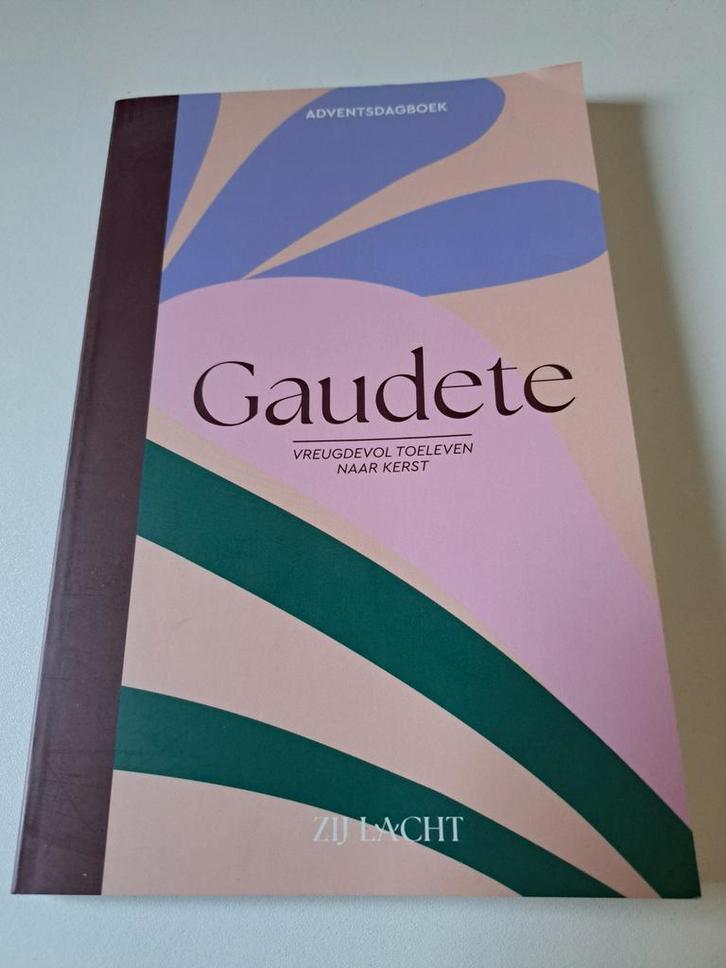 ADVENTSDAGBOEK
Gaudete
VREUGDEVOL TOELEVEN
NAAR KERST
ZIJ LACHT